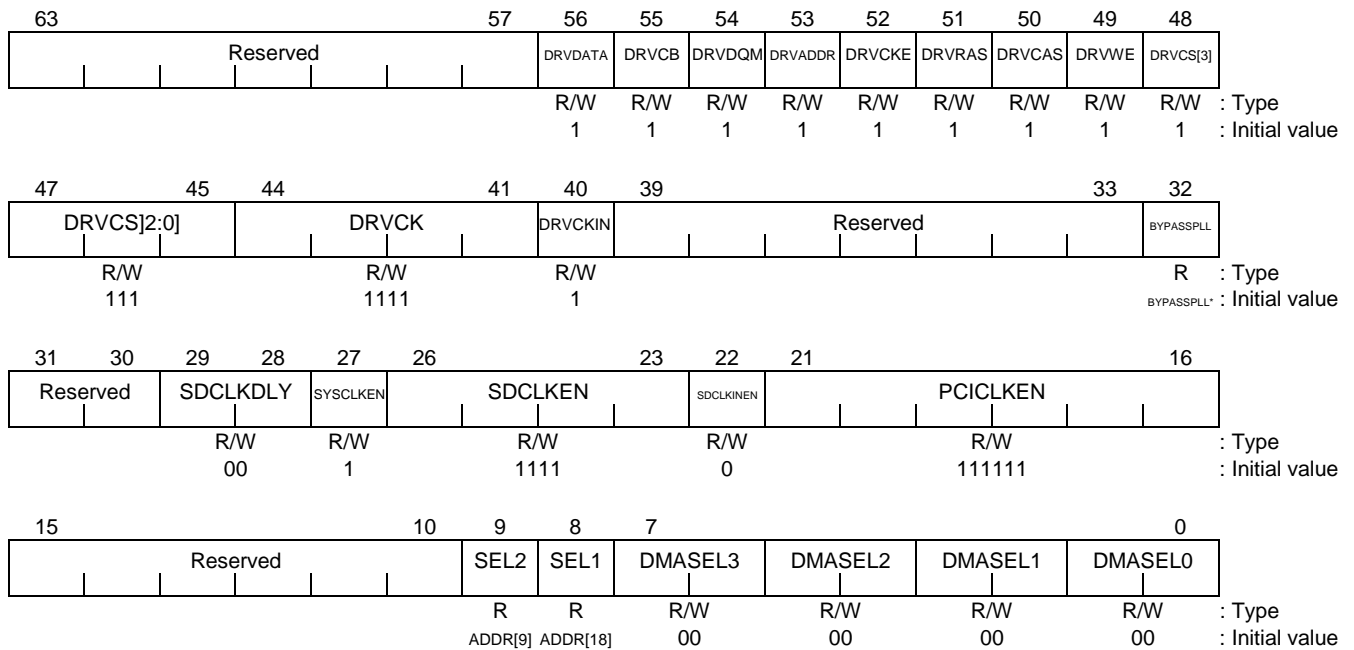 63 57 56 55 54 53 52 51 50 49 48
Reserved DRVDATA DRVCB DRVDQM DRVADDR DRVCKE DRVRAS DRVCAS DRVWE DRVCS[3]
R/W R/W R/W R/W R/W R/W R/W R/W R/W : Type
1 1 1 1 1 1 1 1 1 : Initial value
47 45 44 41 40 39 33 32
DRVCS]2:0] DRVCK DRVCKIN Reserved BYPASSPLL
R/W R/W R/W R : Type
111 1111 1 BYPASSPLL* : Initial value
31 30 29 28 27 26 23 22 21 16
Reserved SDCLKDLY SYSCLKEN SDCLKEN SDCLKINEN PCICLKEN
R/W R/W R/W R/W R/W : Type
00 1 1111 0 111111 : Initial value
15 10 9 8 7 0
Reserved SEL2 SEL1 DMASEL3 DMASEL2 DMASEL1 DMASEL0
R R R/W R/W R/W R/W : Type
ADDR[9] ADDR[18] 00 00 00 00 : Initial value